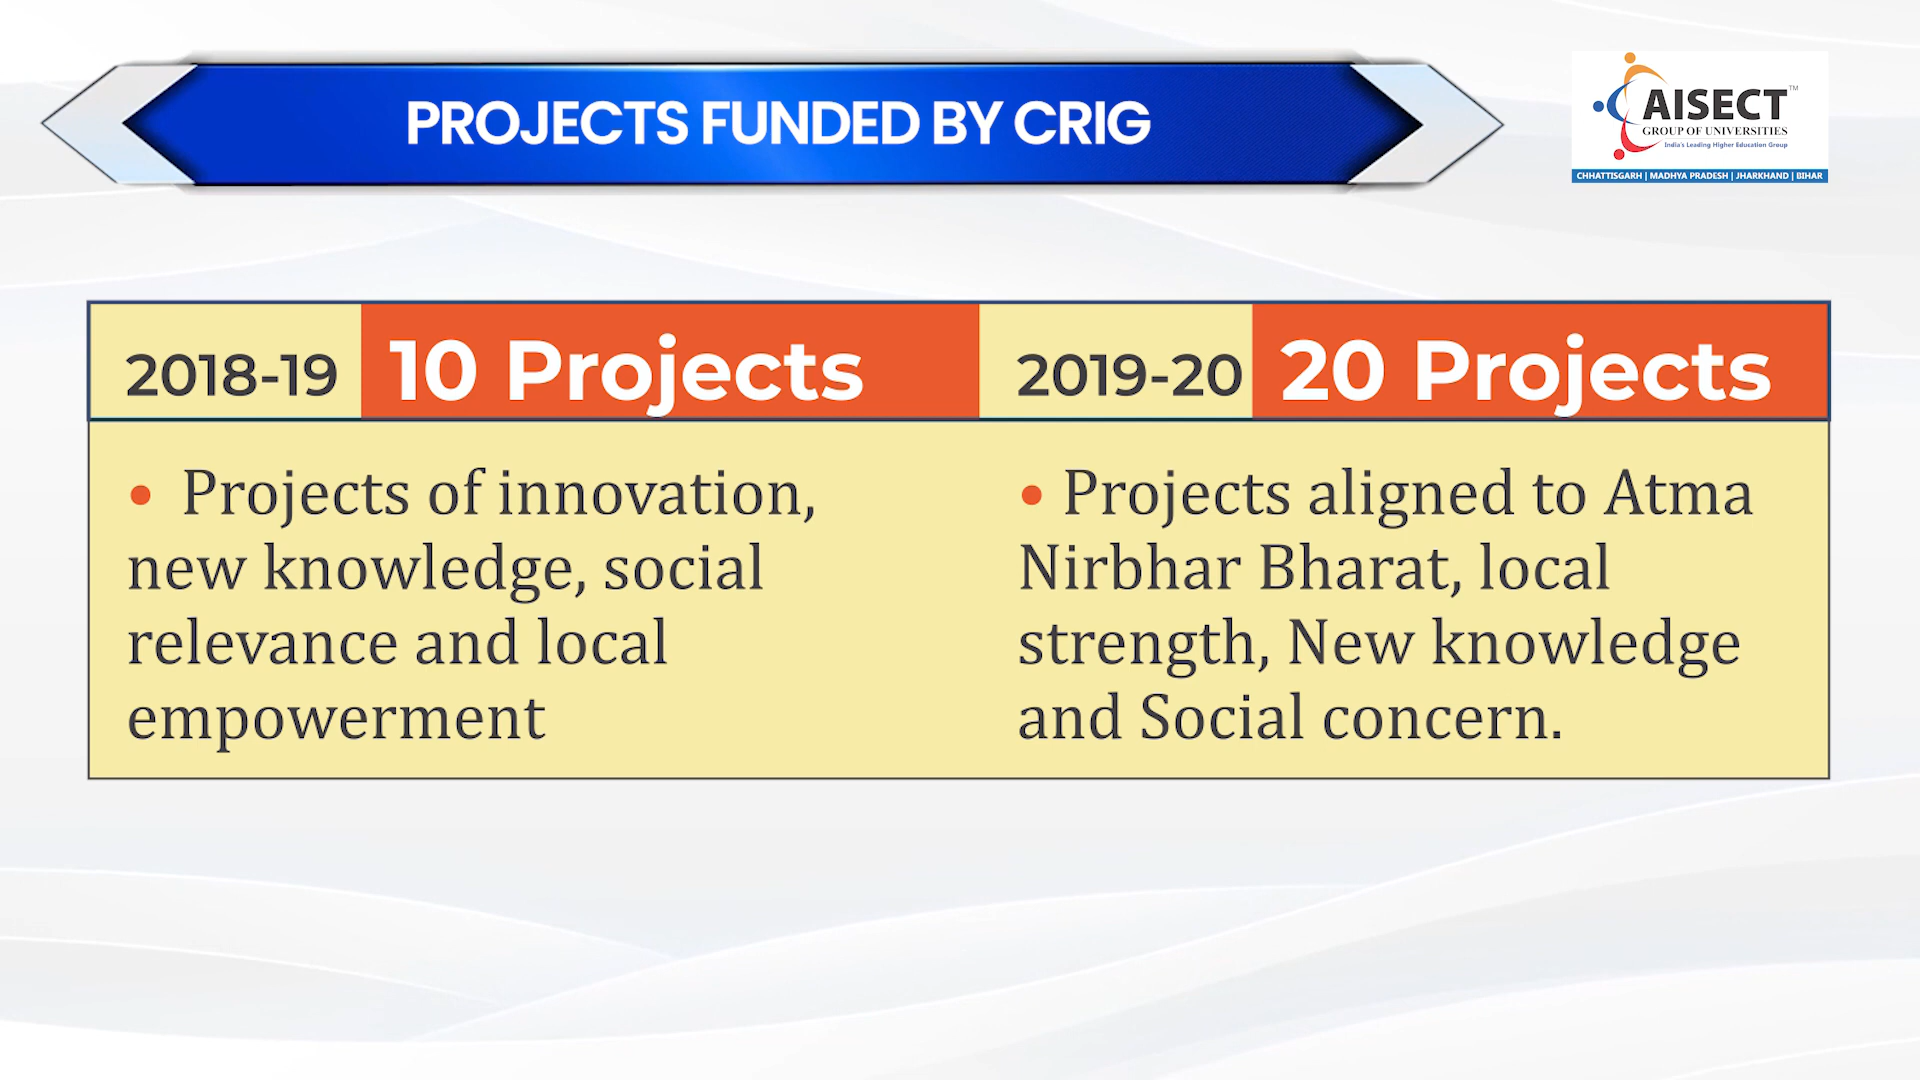 PROJECTS FUNDED BY CRIG
AISECT™
GROUP OF UNIVERSITIES
India's Leading Higher Education Group
CHHATTISGARH | MADHYA PRADESH | JHARKHAND | BIHAR
2018-19 10 Projects 2019-20 20 Projects
• Projects of innovation,
new knowledge, social
relevance and local
empowerment
• Projects aligned to Atma
Nirbhar Bharat, local
strength, New knowledge
and Social concern.